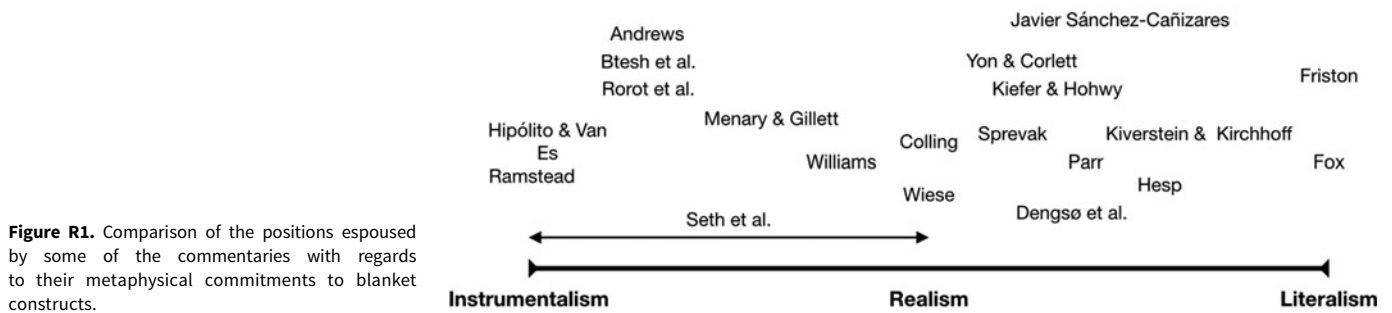 Javier Sánchez-Cañizares
Andrews
Btesh et al.
Rorot et al.
Yon & Corlett
Kiefer & Hohwy
Friston
Menary & Gillett
Hipólito & Van
Es
Ramstead
Colling
Sprevak
Kiverstein & Kirchhoff
Williams
Parr
Fox
Hesp
Wiese
Dengsø et al.
Seth et al.
Instrumentalism
Realism
Literalism
Figure R1. Comparison of the positions espoused
by some of the commentaries with regards
to their metaphysical commitments to blanket
constructs.